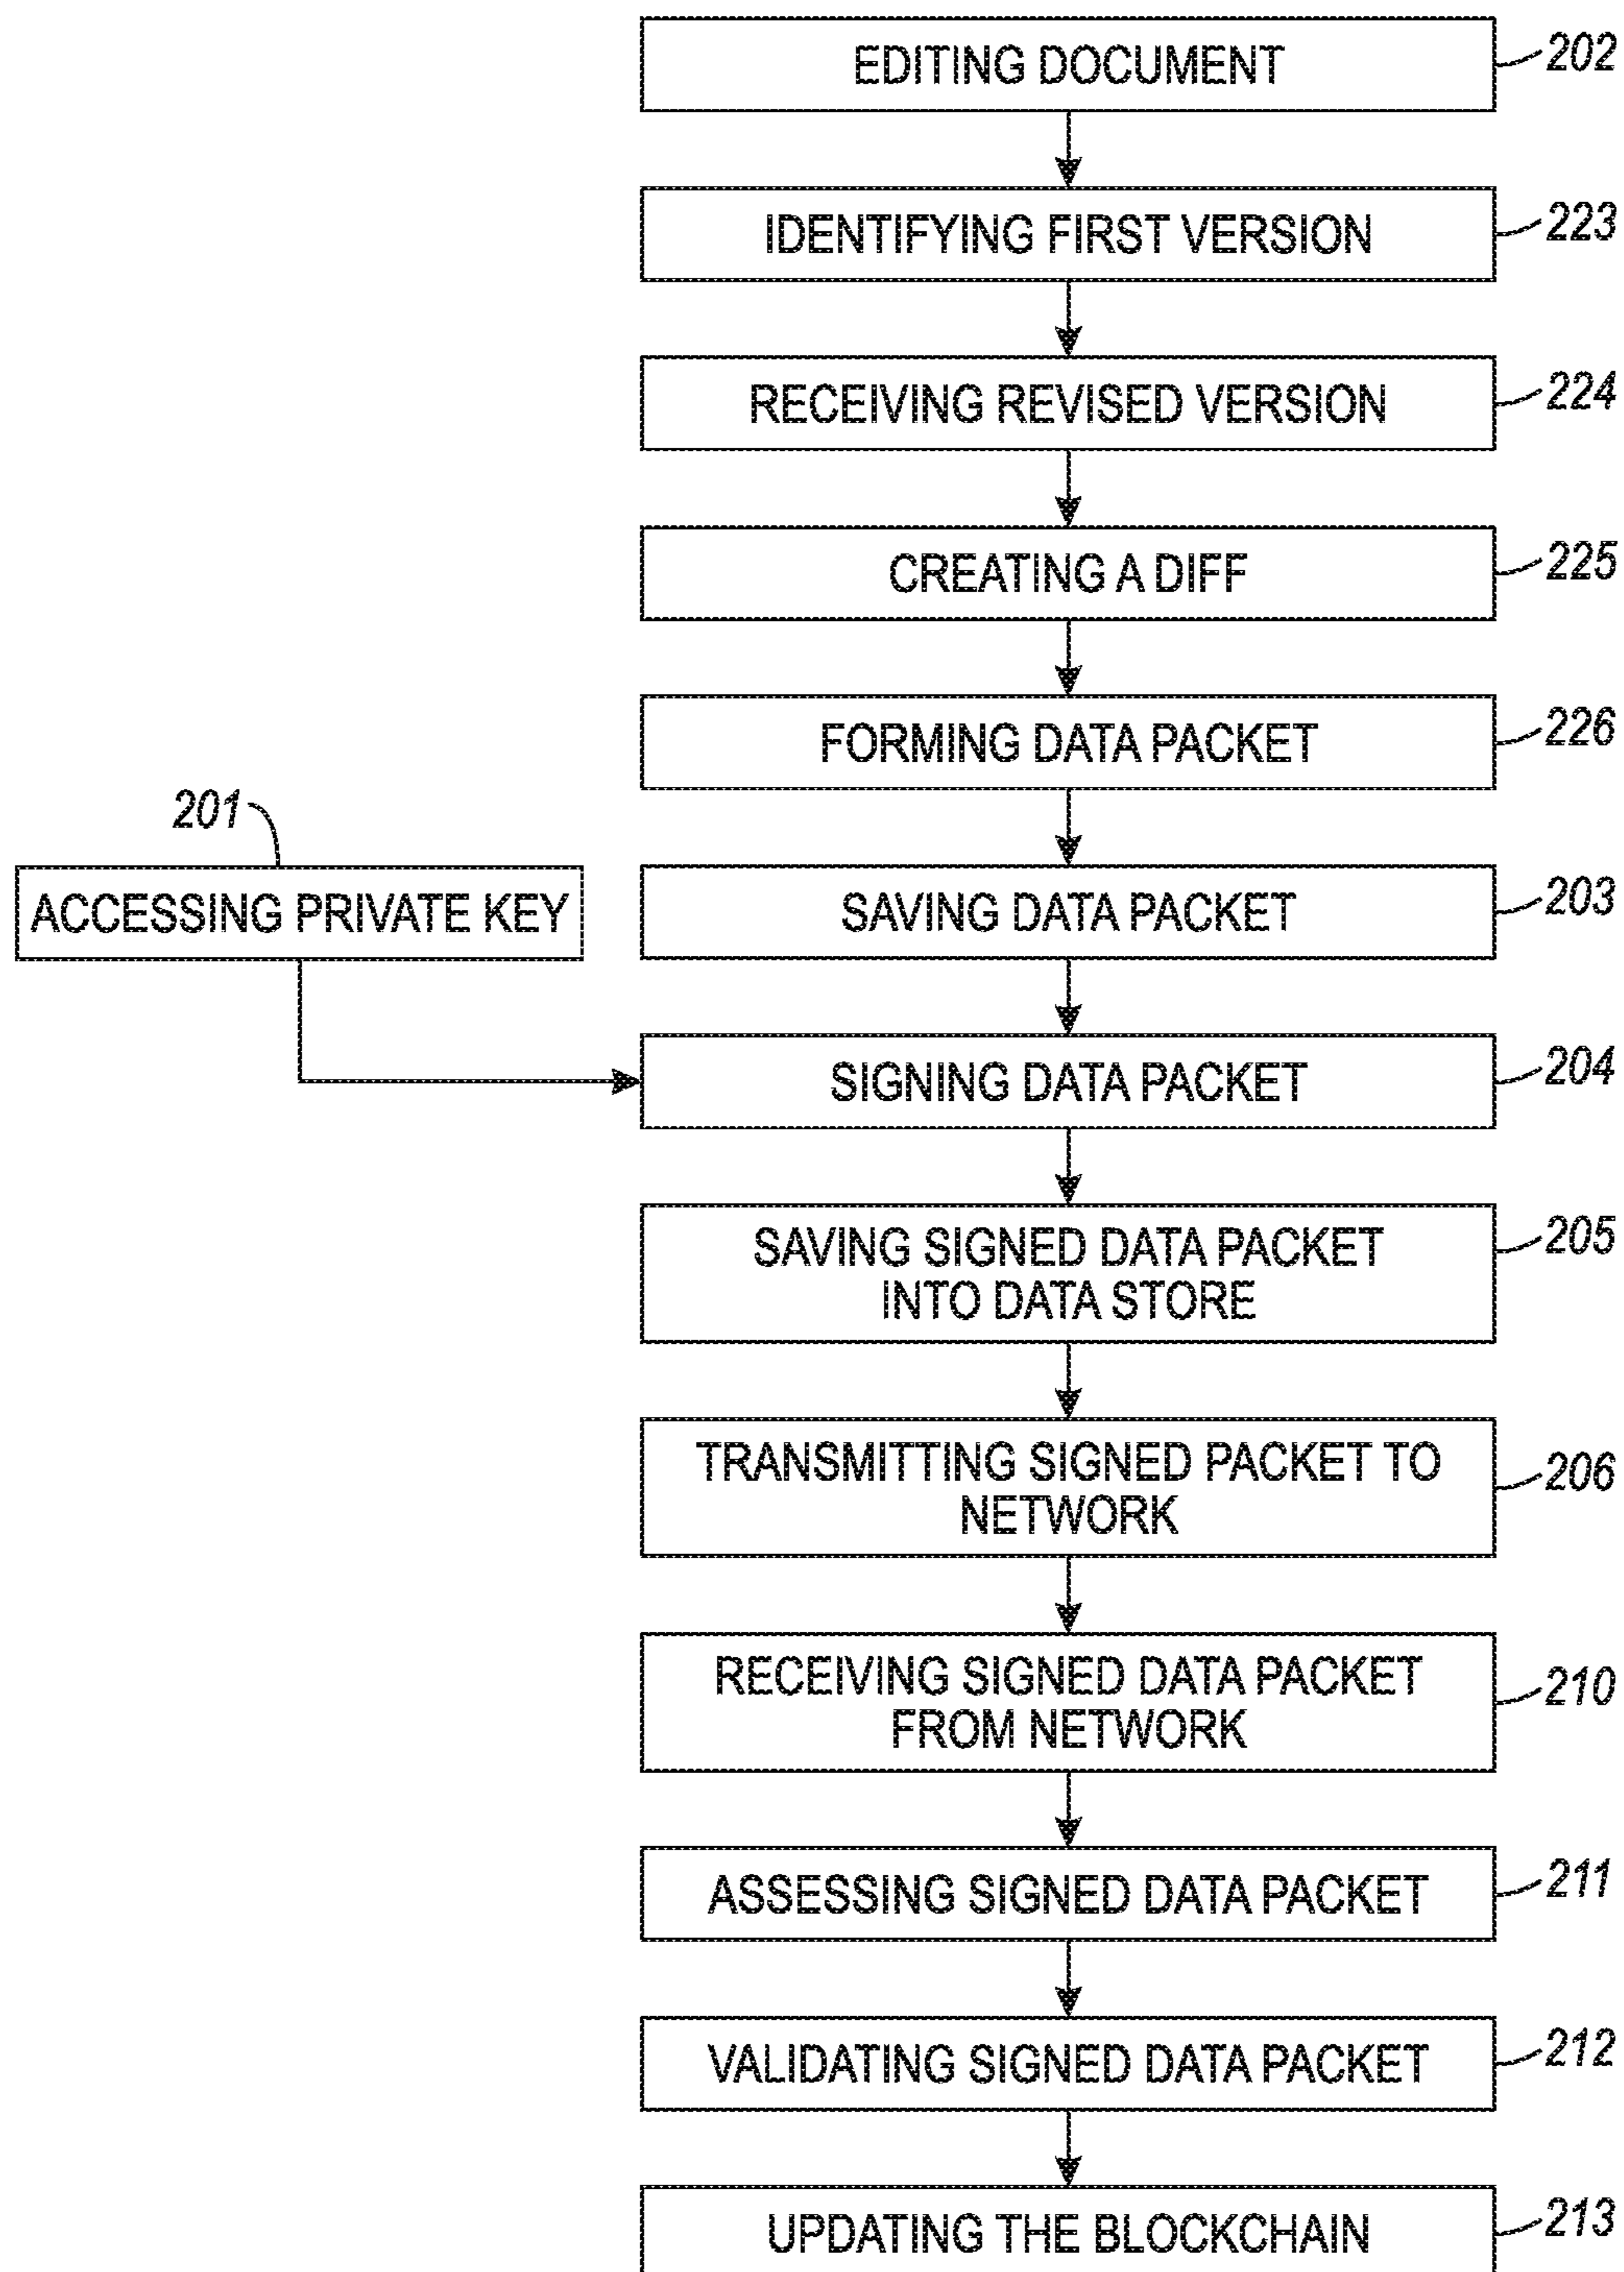 EDITING DOCUMENT
202
IDENTIFYING FIRST VERSION
223
RECEIVING REVISED VERSION
224
CREATING A DIFF
225
FORMING DATA PACKET
226
201
ACCESSING PRIVATE KEY
SAVING DATA PACKET
203
SIGNING DATA PACKET
204
SAVING SIGNED DATA PACKET
INTO DATA STORE
205
TRANSMITTING SIGNED PACKET TO
NETWORK
206
RECEIVING SIGNED DATA PACKET
FROM NETWORK
210
ASSESSING SIGNED DATA PACKET
211
VALIDATING SIGNED DATA PACKET
212
UPDATING THE BLOCKCHAIN
213